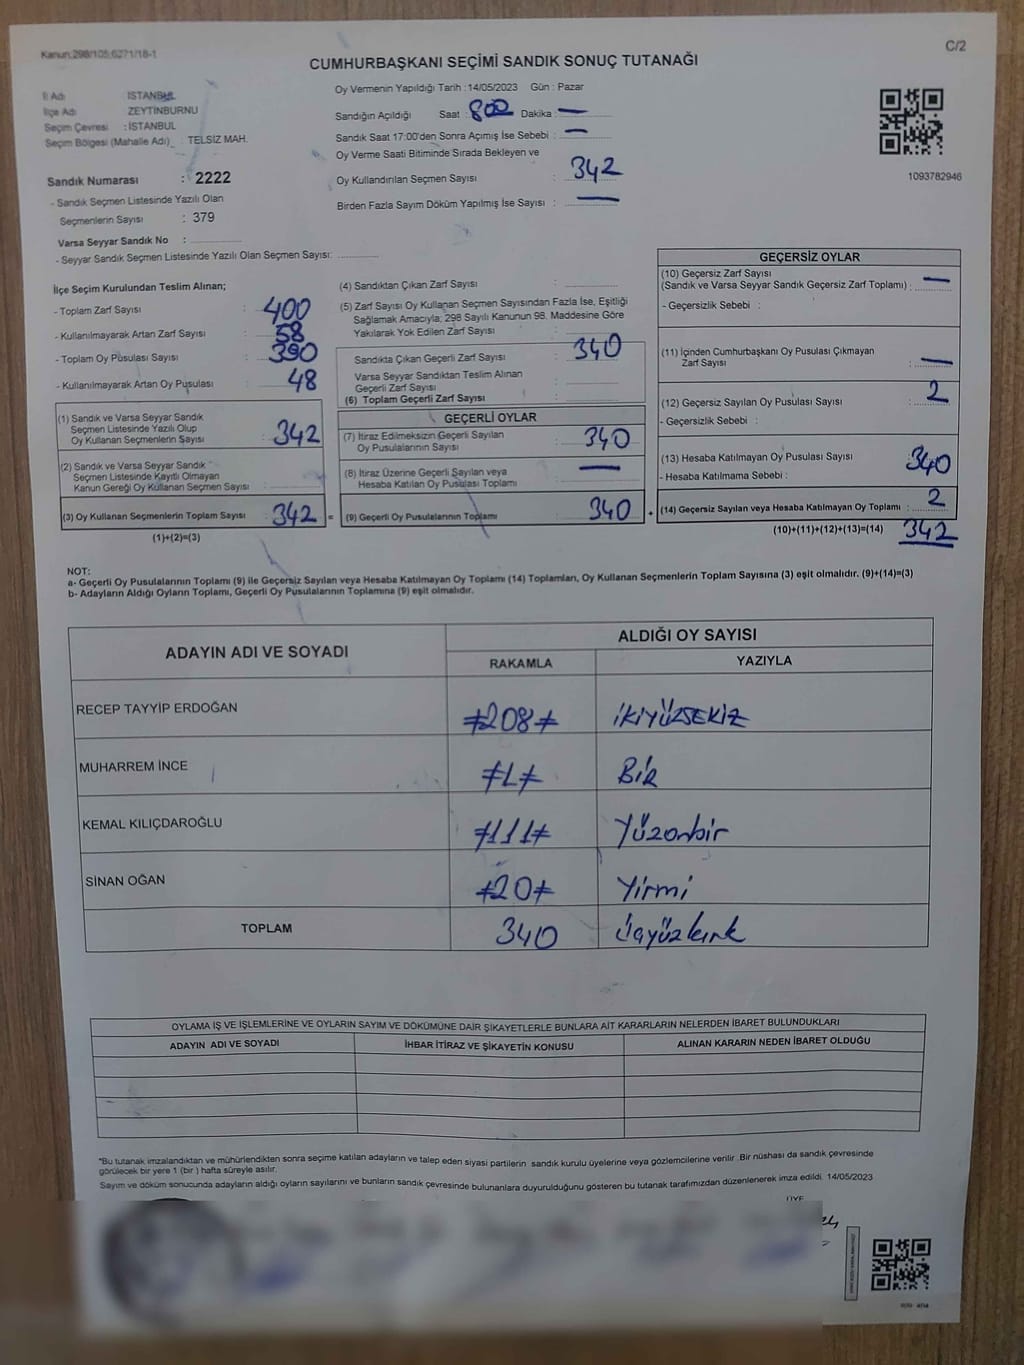 Kanun:298/105;6271/18-1
C/2
CUMHURBAŞKANI SEÇİMİ SANDIK SONUÇ TUTANAĞI
İl Adı : İSTANBUL
İlçe Adı : ZEYTİNBURNU
Seçim Çevresi : İSTANBUL
Seçim Bölgesi (Mahalle Adı) : TELSİZ MAH.
Oy Vermenin Yapıldığı Tarih : 14/05/2023 Gün : Pazar
Sandığın Açıldığı Saat : 800 Dakika : —
Sandık Saat 17:00'den Sonra Açımış İse Sebebi : —
Oy Verme Saati Bitiminde Sırada Bekleyen ve
Oy Kullandırılan Seçmen Sayısı : 342
Birden Fazla Sayım Döküm Yapılmış İse Sayısı : —
1093782946
Sandık Numarası : 2222
- Sandık Seçmen Listesinde Yazılı Olan
Seçmenlerin Sayısı : 379
Varsa Seyyar Sandık No :
- Seyyar Sandık Seçmen Listesinde Yazılı Olan Seçmen Sayısı:
İlçe Seçim Kurulundan Teslim Alınan;
- Toplam Zarf Sayısı : 400
- Kullanılmayarak Artan Zarf Sayısı : 58
- Toplam Oy Pusulası Sayısı : 390
- Kullanılmayarak Artan Oy Pusulası : 48
(1) Sandık ve Varsa Seyyar Sandık
Seçmen Listesinde Yazılı Olup
Oy Kullanan Seçmenlerin Sayısı : 342
(2) Sandık ve Varsa Seyyar Sandık
Seçmen Listesinde Kayıtlı Olmayan
Kanun Gereği Oy Kullanan Seçmen Sayısı :
(3) Oy Kullanan Seçmenlerin Toplam Sayısı : 342 =
(1)+(2)=(3)
(4) Sandıktan Çıkan Zarf Sayısı :
(5) Zarf Sayısı Oy Kullanan Seçmen Sayısından Fazla İse, Eşitliği
Sağlamak Amacıyla; 298 Sayılı Kanunun 98. Maddesine Göre
Yakılarak Yok Edilen Zarf Sayısı :
Sandıkta Çıkan Geçerli Zarf Sayısı : 340
Varsa Seyyar Sandıktan Teslim Alınan
Geçerli Zarf Sayısı :
(6) Toplam Geçerli Zarf Sayısı :
GEÇERLİ OYLAR
(7) İtiraz Edilmeksizin Geçerli Sayılan
Oy Pusulalarının Sayısı : 340
(8) İtiraz Üzerine Geçerli Sayılan veya
Hesaba Katılan Oy Pusulası Toplamı : —
(9) Geçerli Oy Pusulalarının Toplamı : 340 +
GEÇERSİZ OYLAR
(10) Geçersiz Zarf Sayısı
(Sandık ve Varsa Seyyar Sandık Geçersiz Zarf Toplamı) : —
- Geçersizlik Sebebi :
(11) İçinden Cumhurbaşkanı Oy Pusulası Çıkmayan
Zarf Sayısı : —
(12) Geçersiz Sayılan Oy Pusulası Sayısı : 2
- Geçersizlik Sebebi :
(13) Hesaba Katılmayan Oy Pusulası Sayısı : 340
- Hesaba Katılmama Sebebi :
(14) Geçersiz Sayılan veya Hesaba Katılmayan Oy Toplamı : 2
(10)+(11)+(12)+(13)=(14) 342
NOT:
a- Geçerli Oy Pusulalarının Toplamı (9) ile Geçersiz Sayılan veya Hesaba Katılmayan Oy Toplamı (14) Toplamları, Oy Kullanan Seçmenlerin Toplam Sayısına (3) eşit olmalıdır. (9)+(14)=(3)
b- Adayların Aldığı Oyların Toplamı, Geçerli Oy Pusulalarının Toplamına (9) eşit olmalıdır.
ADAYIN ADI VE SOYADI ALDIĞI OY SAYISI
RAKAMLA YAZIYLA
RECEP TAYYİP ERDOĞAN ≠208≠ İKİYÜZSEKİZ
MUHARREM İNCE ≠1≠ Bir
KEMAL KILIÇDAROĞLU ≠111≠ Yüzonbir
SİNAN OĞAN ≠20≠ Yirmi
TOPLAM 340 üçyüzkırk
OYLAMA İŞ VE İŞLEMLERİNE VE OYLARIN SAYIM VE DÖKÜMÜNE DAİR ŞİKAYETLERLE BUNLARA AİT KARARLARIN NELERDEN İBARET BULUNDUKLARI
ADAYIN ADI VE SOYADI İHBAR İTİRAZ VE ŞİKAYETİN KONUSU ALINAN KARARIN NEDEN İBARET OLDUĞU
*Bu tutanak imzalandıktan ve mühürlendikten sonra seçime katılan adayların ve talep eden siyasi partilerin sandık kurulu üyelerine veya gözlemcilerine verilir. Bir nüshası da sandık çevresinde
görülecek bir yere 1 (bir ) hafta süreyle asılır.
Sayım ve döküm sonucunda adayların aldığı oyların sayılarını ve bunların sandık çevresinde bulunanlara duyurulduğunu gösteren bu tutanak tarafımızdan düzenlenerek imza edildi. 14/05/2023
ÜYE